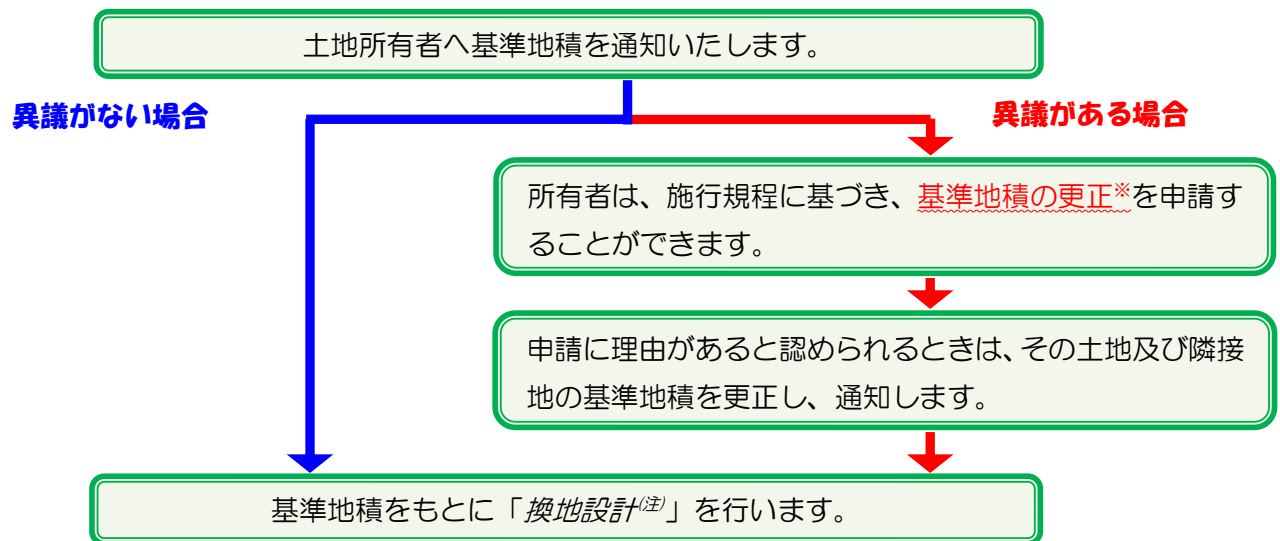 土地所有者へ基準地積を通知いたします。
異議がない場合
異議がある場合
所有者は、施行規程に基づき、基準地積の更正※を申請す
ることができます。
申請に理由があると認められるときは、その土地及び隣接
地の基準地積を更正し、通知します。
基準地積をもとに「換地設計(注)」を行います。